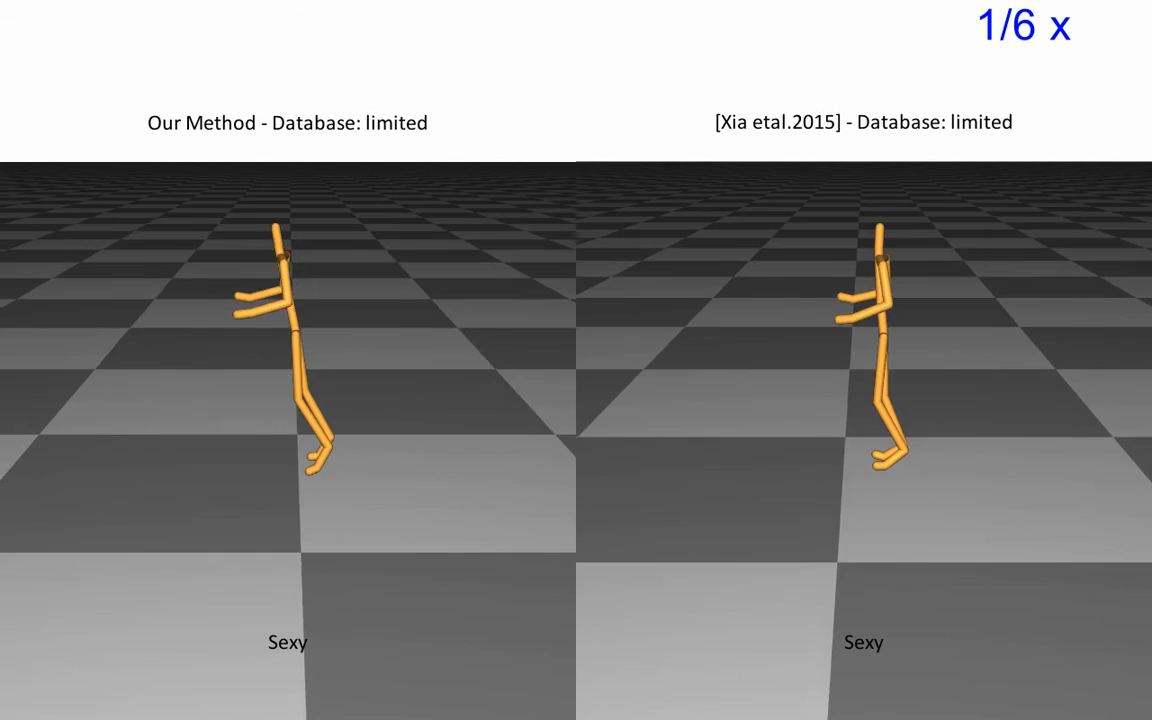 1/6 x
Our Method - Database: limited
[Xia etal.2015] - Database: limited
Sexy
Sexy